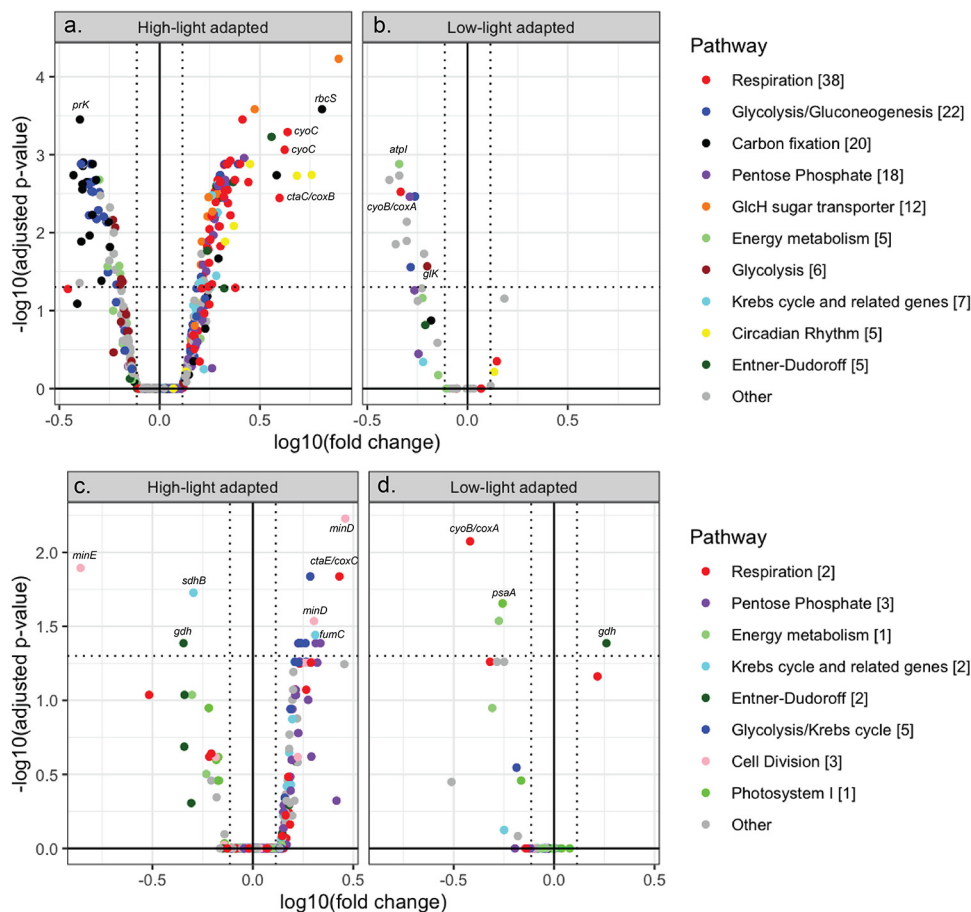 a.
High-light adapted
b.
Low-light adapted
-log10(adjusted p-value)
4
3
2
1
0
prK
rbcS
cyoC
cyoC
ctaC/coxB
atpI
cyoB/coxA
glK
-0.5
0.0
0.5
-0.5
0.0
0.5
log10(fold change)
Pathway
Respiration [38]
Glycolysis/Gluconeogenesis [22]
Carbon fixation [20]
Pentose Phosphate [18]
GlcH sugar transporter [12]
Energy metabolism [5]
Glycolysis [6]
Krebs cycle and related genes [7]
Circadian Rhythm [5]
Entner-Dudoroff [5]
Other
c.
High-light adapted
d.
Low-light adapted
-log10(adjusted p-value)
2.0
1.5
1.0
0.5
0.0
minE
sdhB
gdh
minD
ctaE/coxC
minD
fumC
cyoB/coxA
psaA
gdh
-0.5
0.0
0.5
-0.5
0.0
0.5
log10(fold change)
Pathway
Respiration [2]
Pentose Phosphate [3]
Energy metabolism [1]
Krebs cycle and related genes [2]
Entner-Dudoroff [2]
Glycolysis/Krebs cycle [5]
Cell Division [3]
Photosystem I [1]
Other